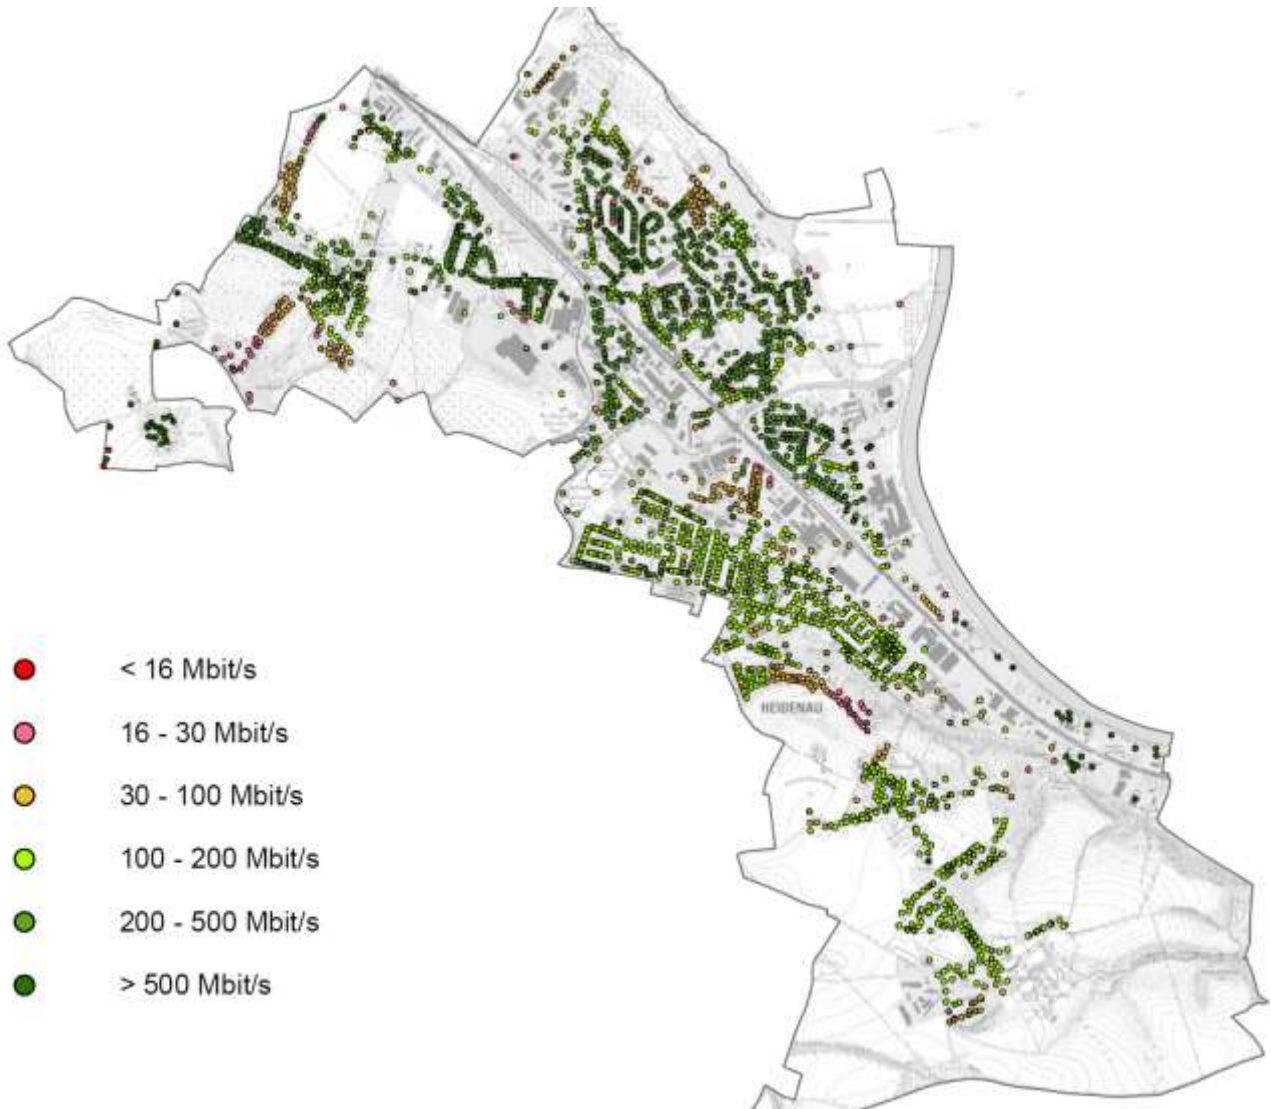 < 16 Mbit/s
16 - 30 Mbit/s
30 - 100 Mbit/s
100 - 200 Mbit/s
200 - 500 Mbit/s
> 500 Mbit/s
HEIDENAU